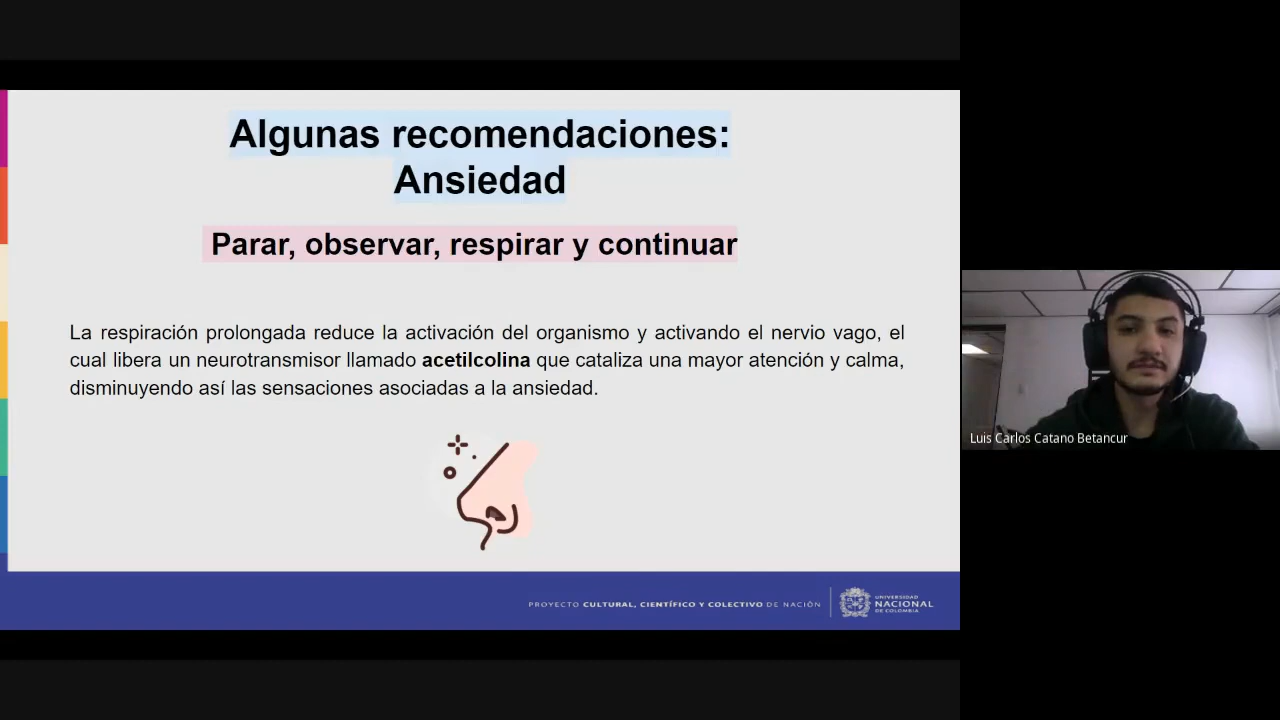 Algunas recomendaciones:
Ansiedad
Parar, observar, respirar y continuar
La respiración prolongada reduce la activación del organismo y activando el nervio vago, el
cual libera un neurotransmisor llamado acetilcolina que cataliza una mayor atención y calma,
disminuyendo así las sensaciones asociadas a la ansiedad.
PROYECTO CULTURAL, CIENTÍFICO Y COLECTIVO DE NACIÓN
UNIVERSIDAD
NACIONAL
DE COLOMBIA
Luis Carlos Catano Betancur